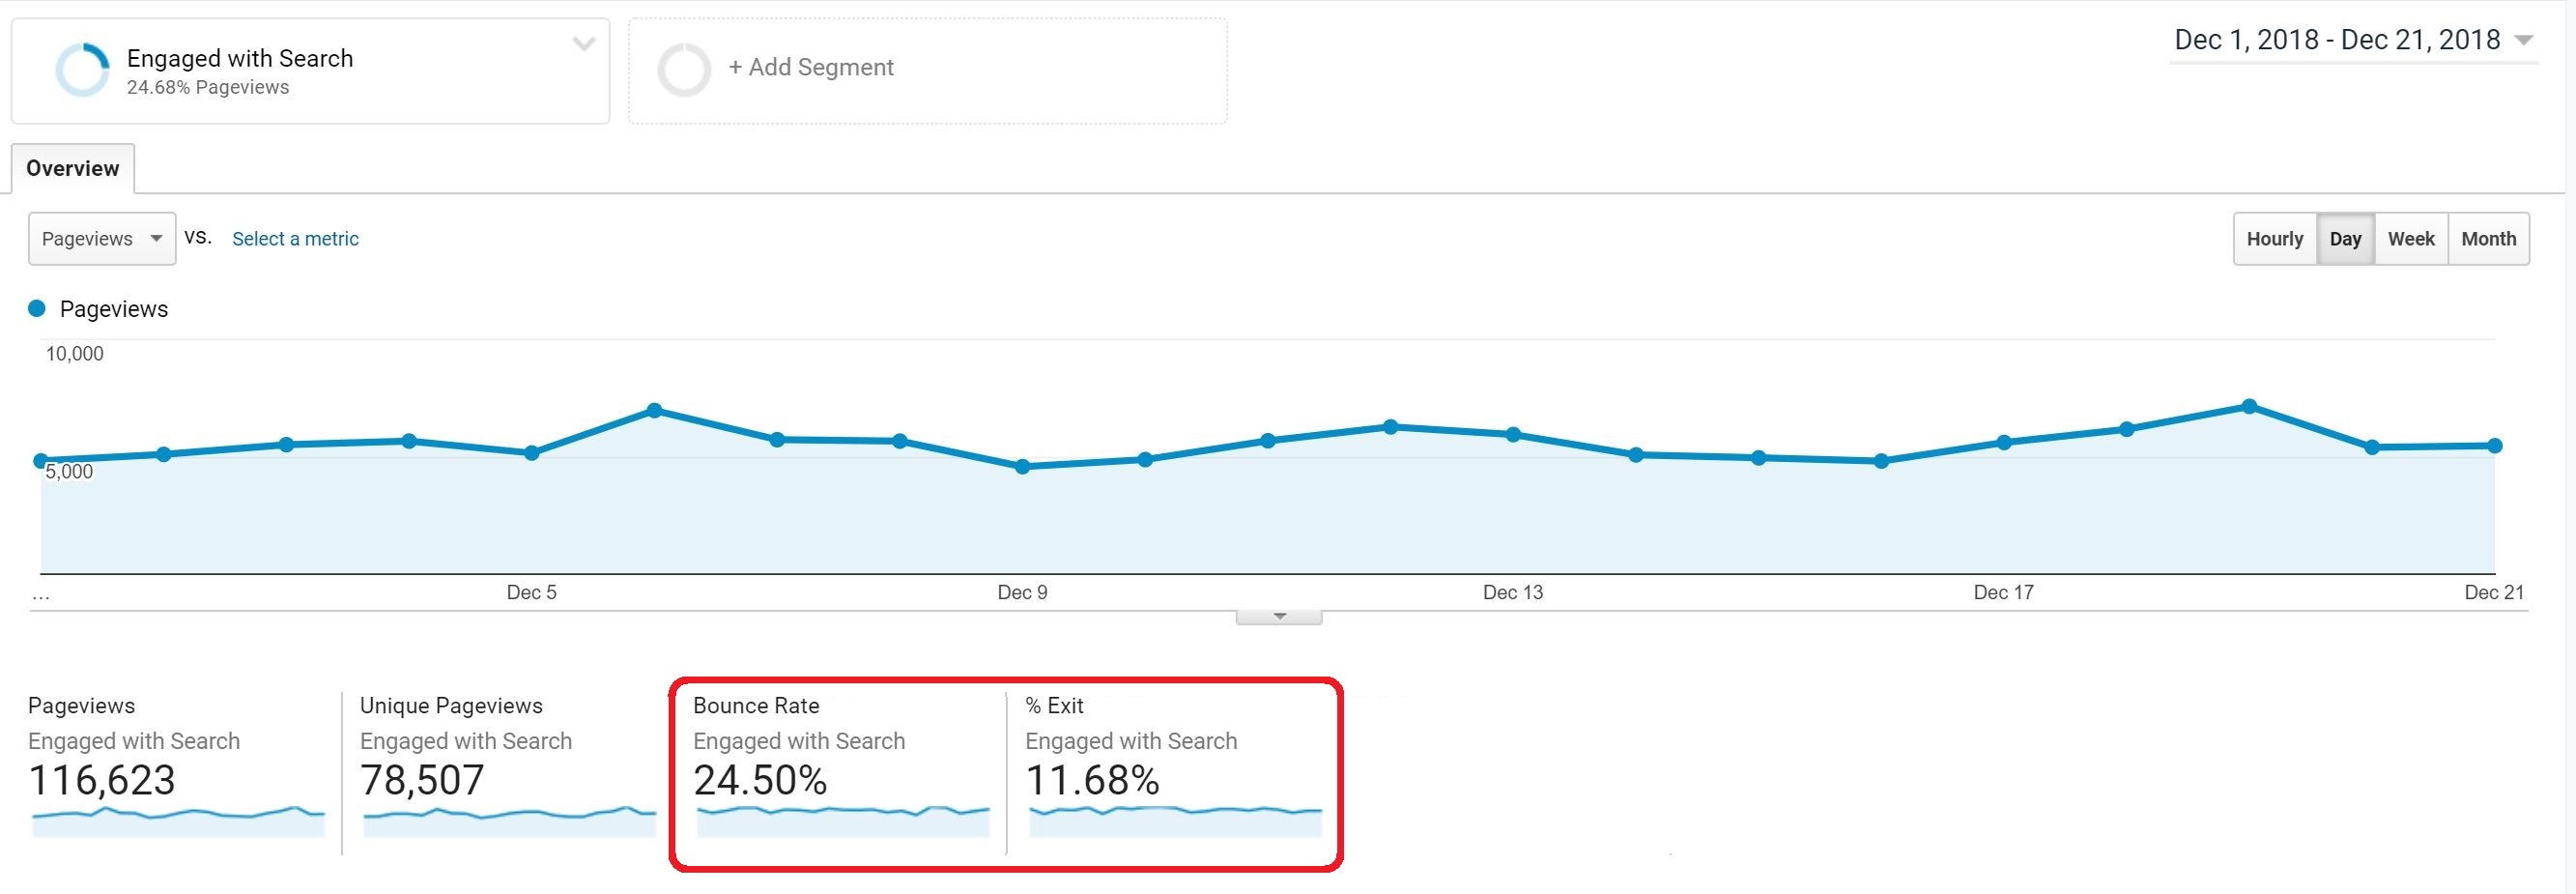 Engaged with Search
24.68% Pageviews
+ Add Segment
Dec 1, 2018 - Dec 21, 2018
Overview
Pageviews
VS.
Select a metric
Hourly
Day
Week
Month
Pageviews
10,000
5,000
...
Dec 5
Dec 9
Dec 13
Dec 17
Dec 21
Pageviews
Engaged with Search
116,623
Unique Pageviews
Engaged with Search
78,507
Bounce Rate
Engaged with Search
24.50%
% Exit
Engaged with Search
11.68%